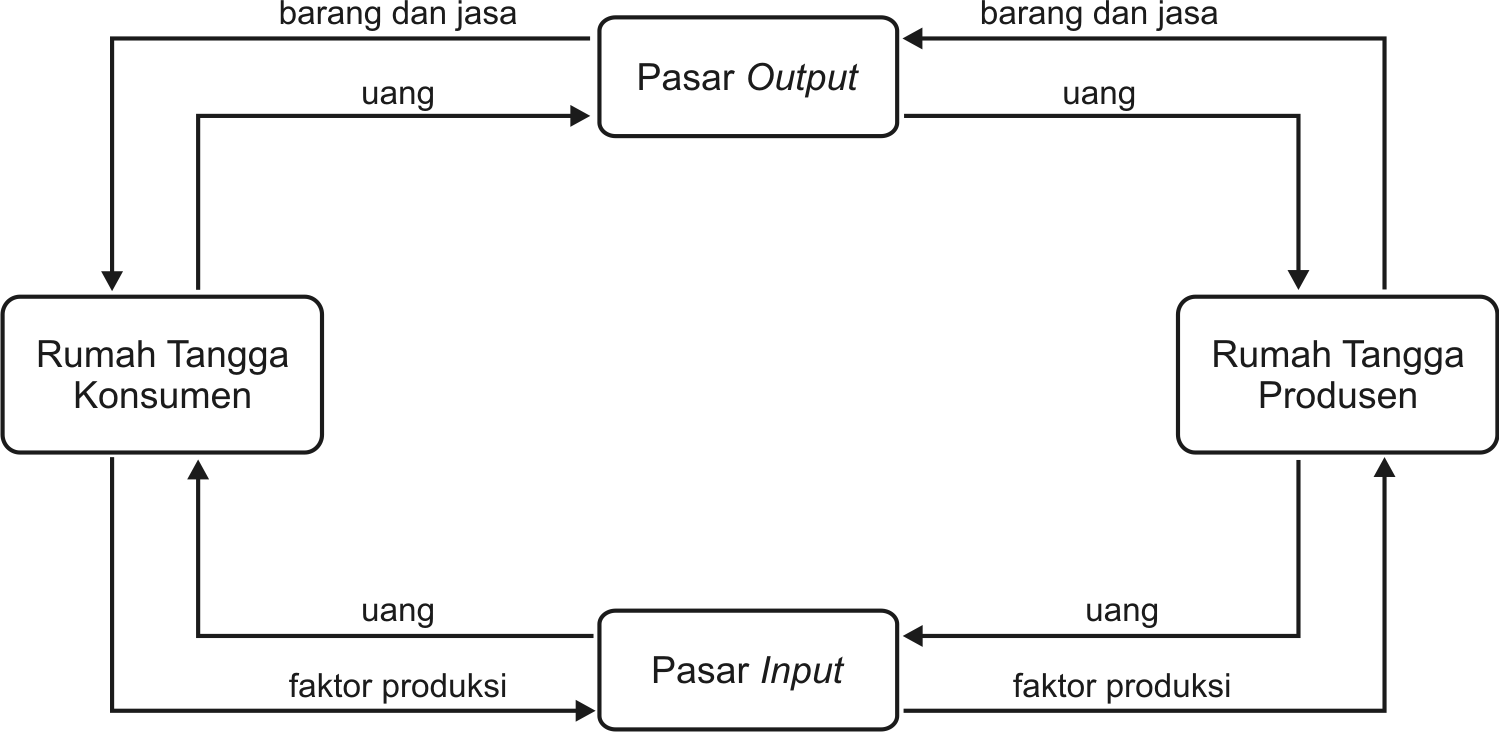 barang dan jasa
barang dan jasa
Pasar Output
uang
uang
Rumah Tangga
Konsumen
Rumah Tangga
Produsen
uang
uang
Pasar Input
faktor produksi
faktor produksi